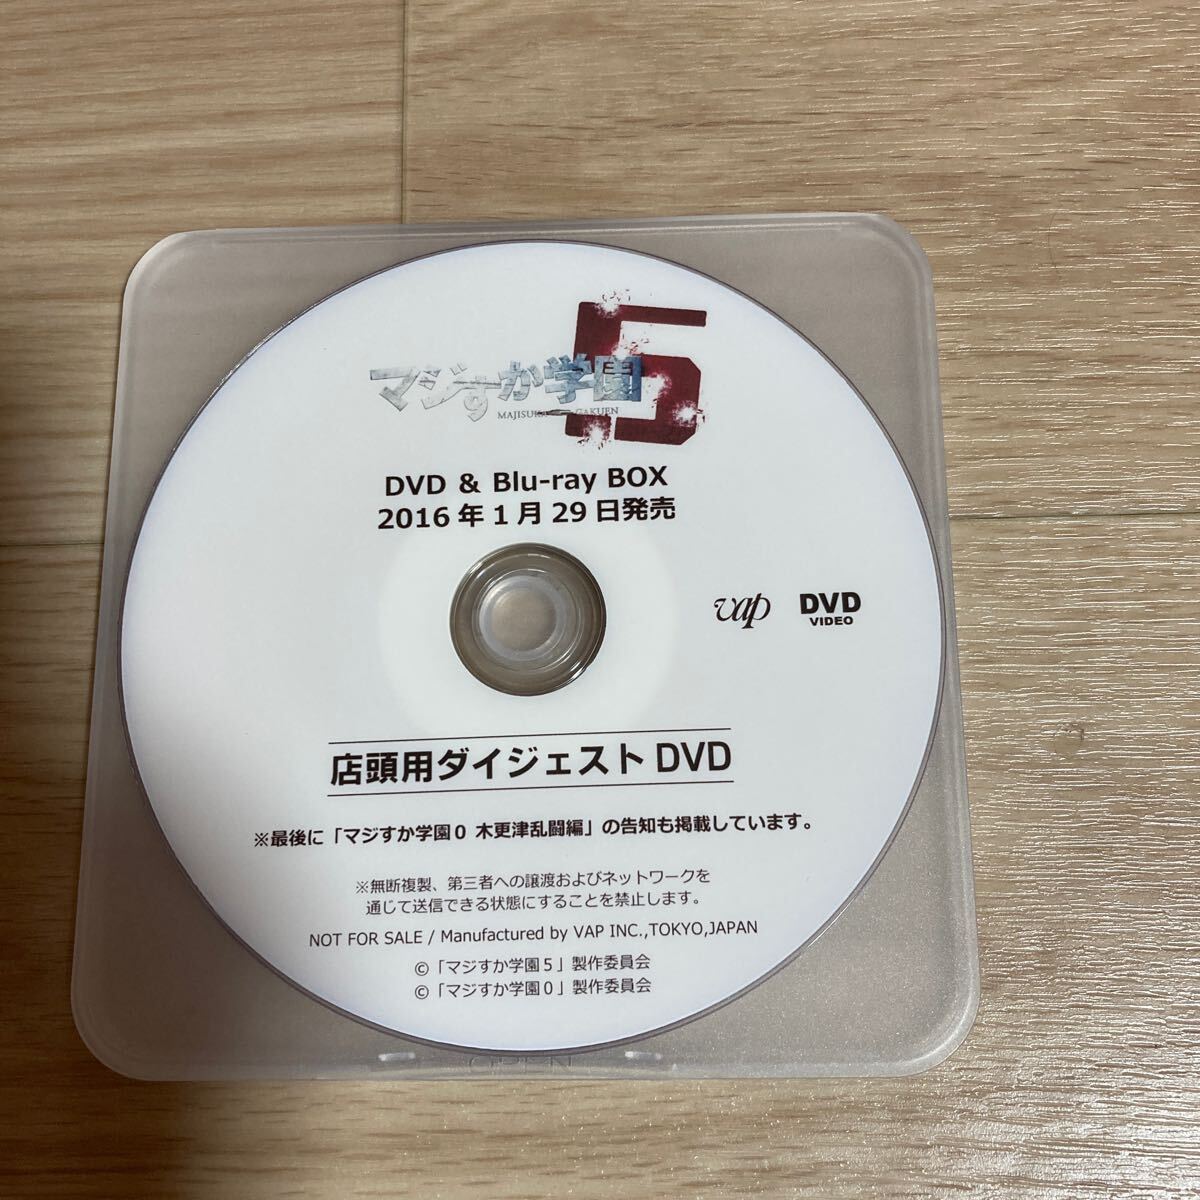 マジすか学園
5
MAJISUKA GAKUEN
DVD & Blu-ray BOX
2016年1月29日発売
vap
DVD
VIDEO
店頭用ダイジェストDVD
※最後に「マジすか学園0 木更津乱闘編」の告知も掲載しています。
※無断複製、第三者への譲渡およびネットワークを
通じて送信できる状態にすることを禁止します。
NOT FOR SALE / Manufactured by VAP INC.,TOKYO,JAPAN
©「マジすか学園5」製作委員会
©「マジすか学園0」製作委員会
OPEN